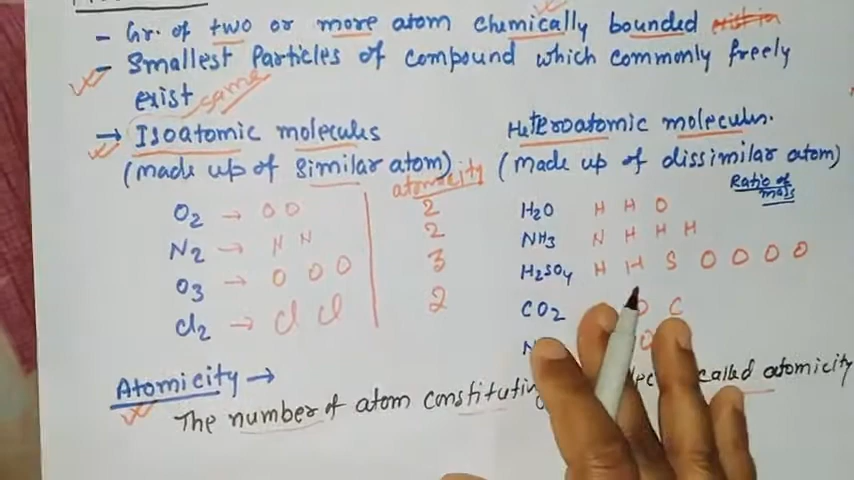 - Gr. of two or more atom chemically bounded
- Smallest Particles of compound which commonly freely
exist same
→ Isoatomic molecules
(made up of similar atom)
atomicity
O2 → O O 2
N2 → N N 2
O3 → O O O 3
Cl2 → Cl Cl 2
Heteroatomic molecules.
(made up of dissimilar atom)
Ratio of mass
H2O H H O
NH3 N H H H
H2SO4 H H S O O O O
CO2 O C
N O
Atomicity →
The number of atom constituting called atomicity